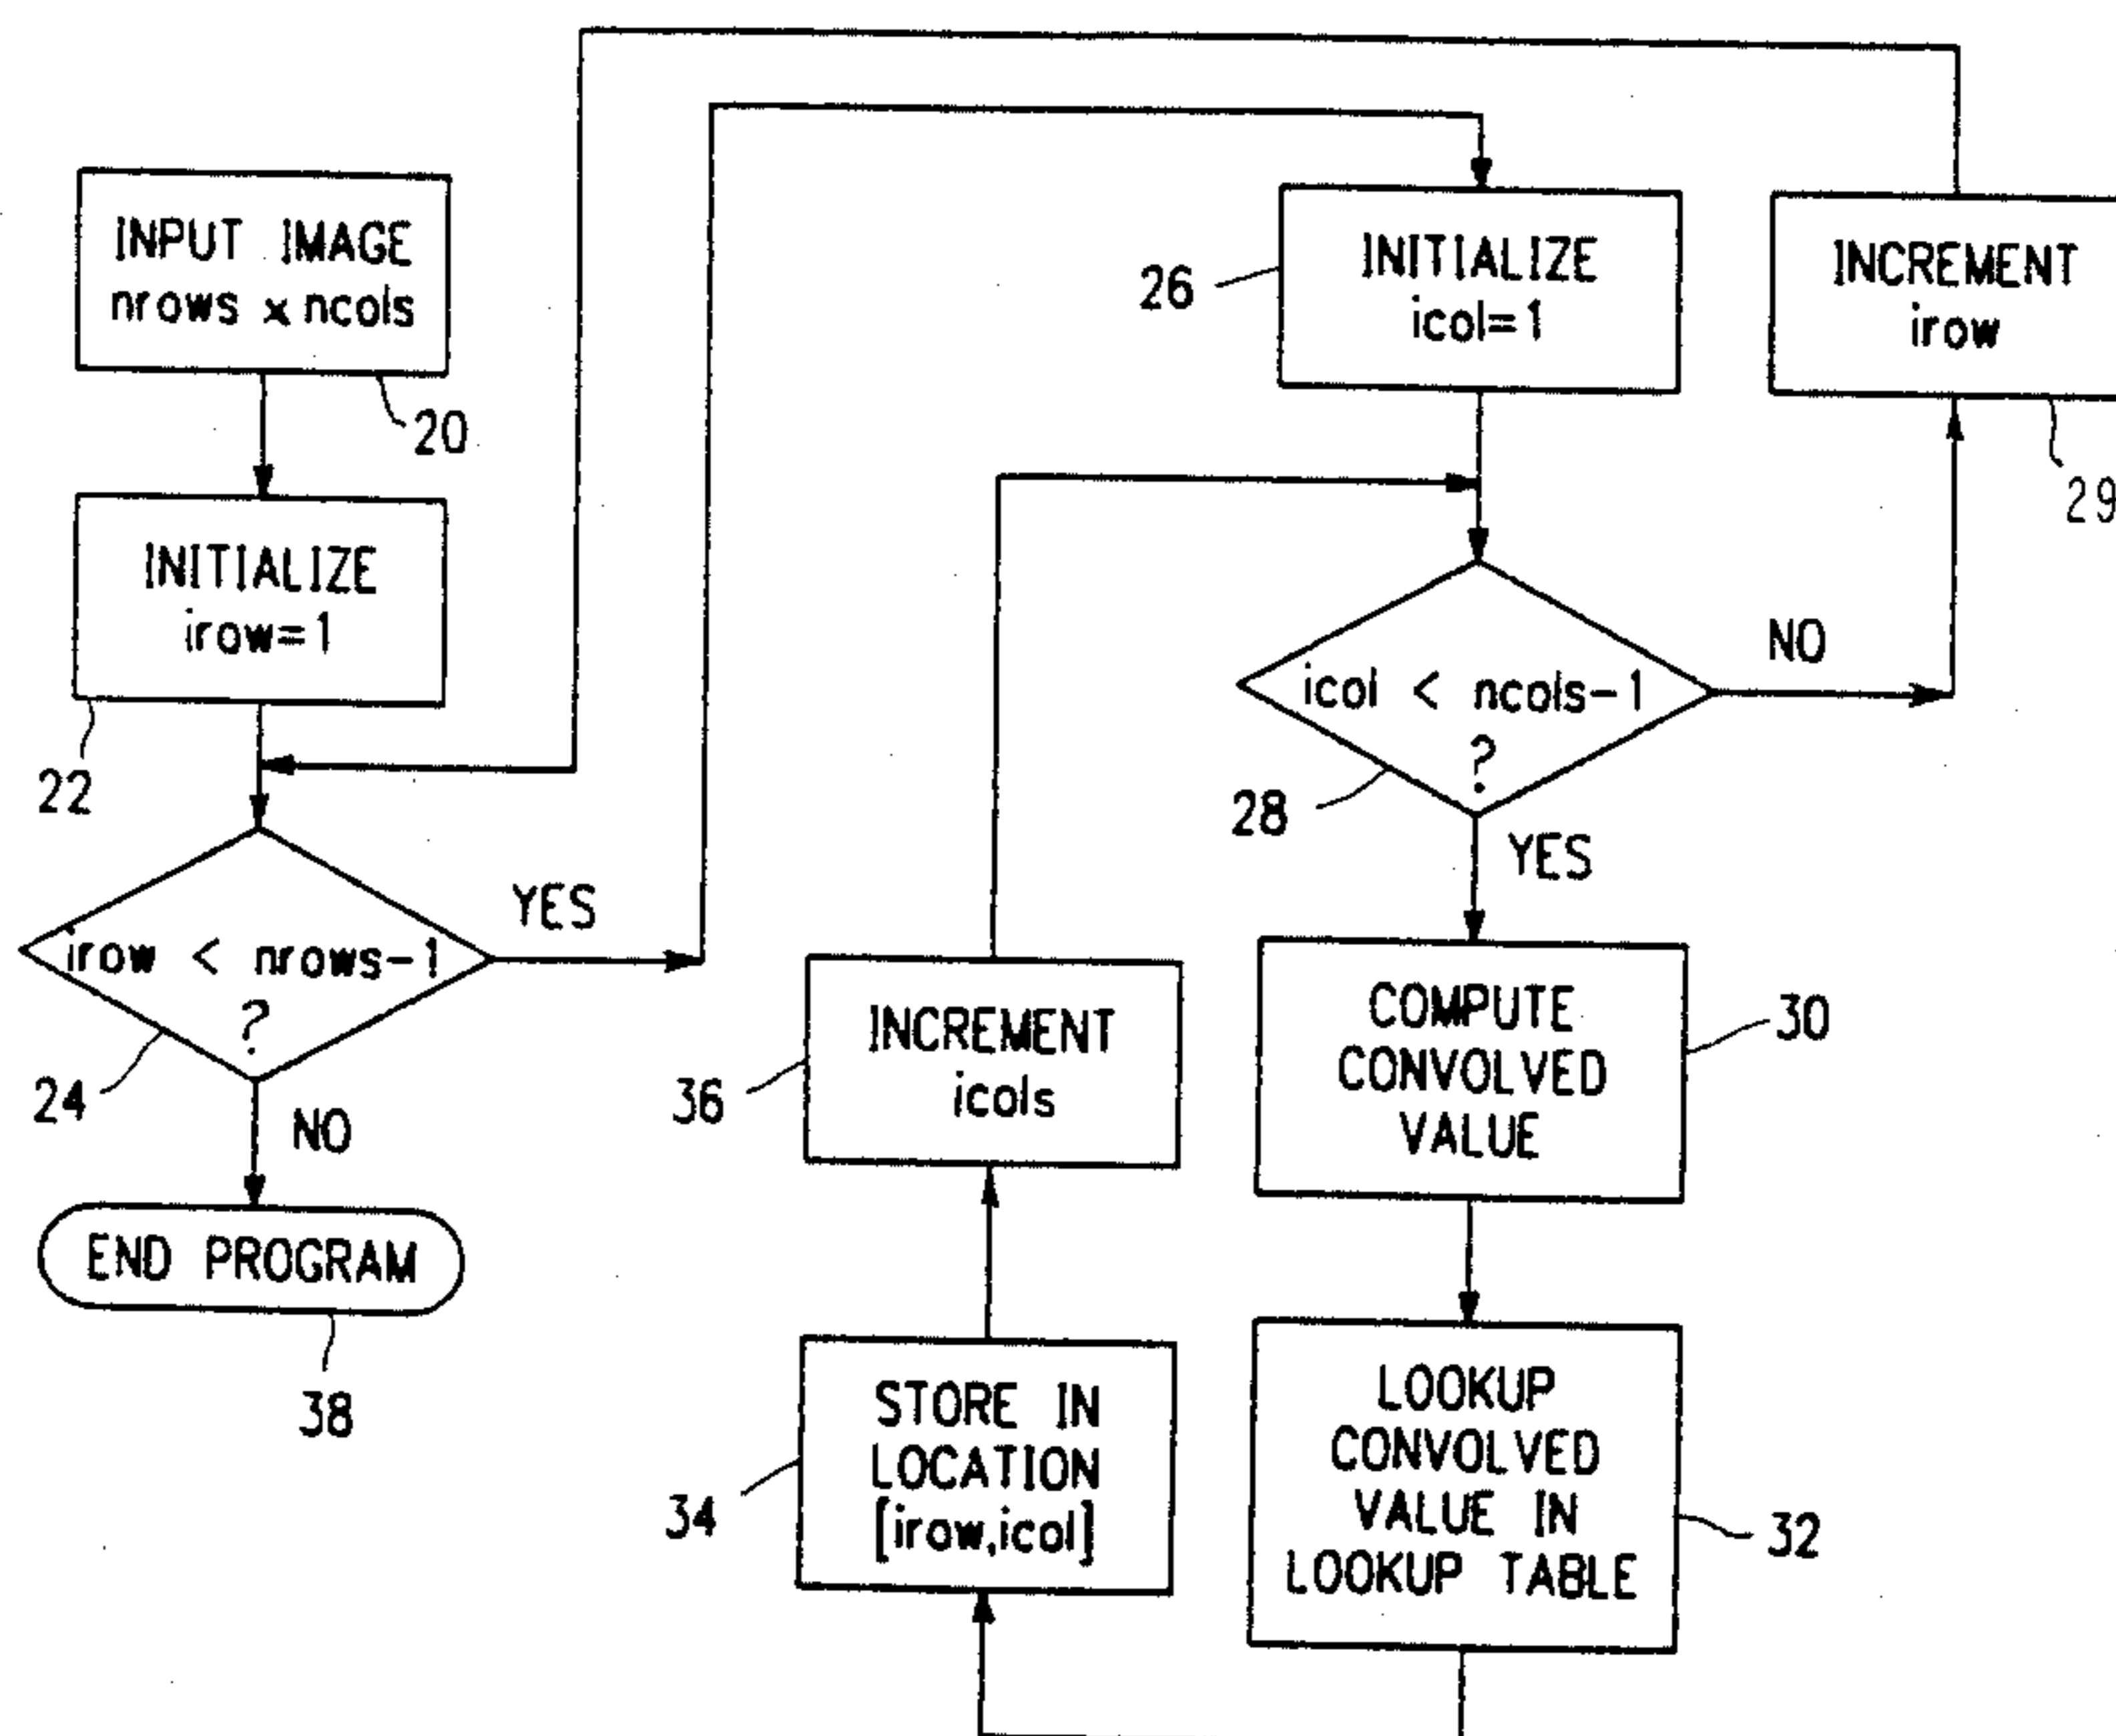 INPUT IMAGE
nrows x ncols
20
INITIALIZE
irow=1
22
irow < nrows-1
?
24
YES
NO
END PROGRAM
38
INITIALIZE
icol=1
26
INCREMENT
irow
29
icol < ncols-1
?
28
NO
YES
COMPUTE
CONVOLVED
VALUE
30
LOOKUP
CONVOLVED
VALUE IN
LOOKUP TABLE
32
STORE IN
LOCATION
[irow,icol]
34
INCREMENT
icols
36